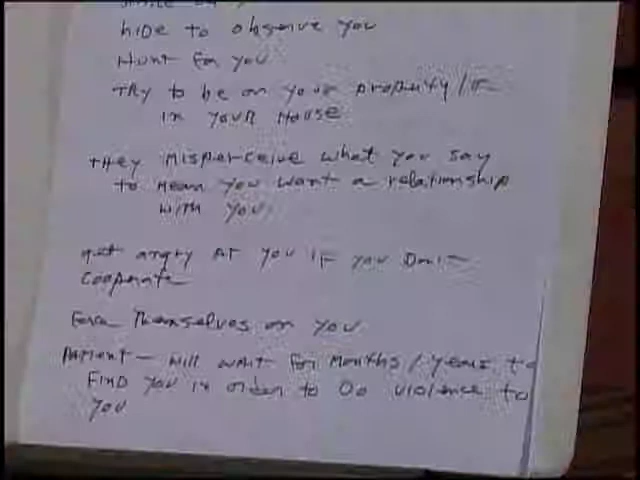 hide to observe you
Hunt for you
Try to be on your property / or
in your House
They misperceive what you say
to mean you want a relationship
with you.
get angry at you if you don't
cooperate
Force themselves on you
Patient - will wait for months / years to
find you in order to do violence to
you